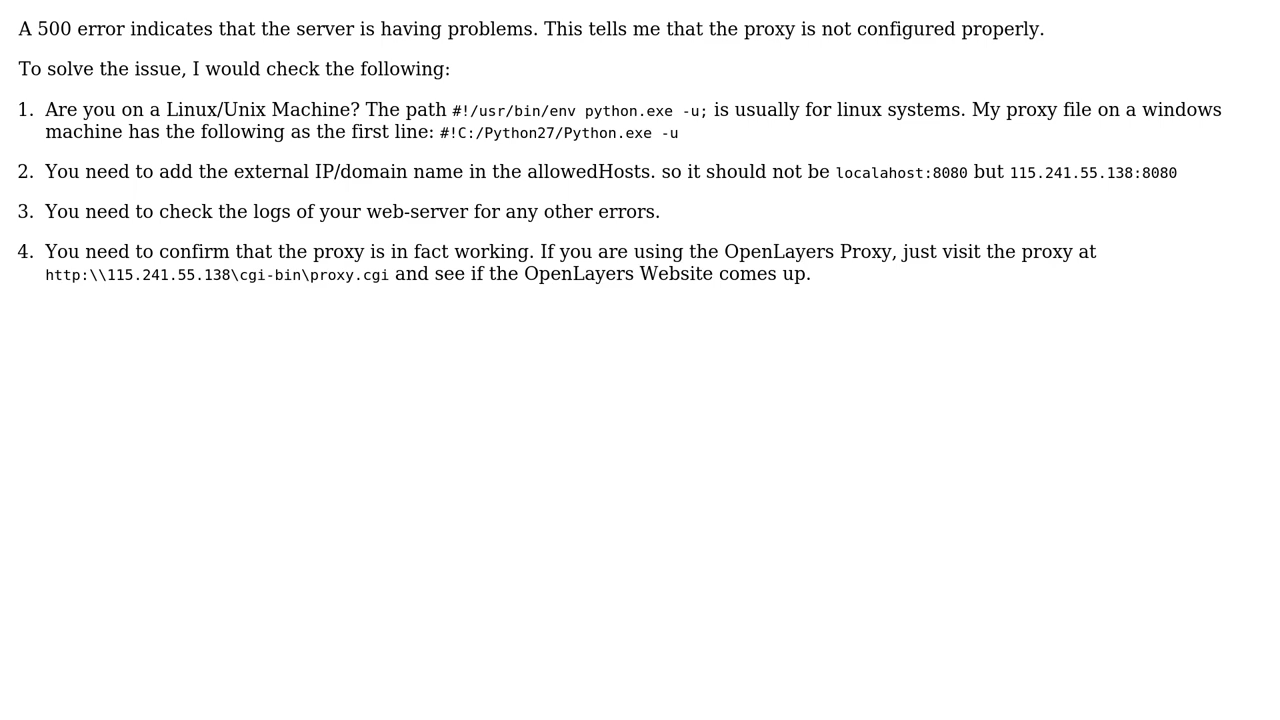 A 500 error indicates that the server is having problems. This tells me that the proxy is not configured properly.
To solve the issue, I would check the following:
1. Are you on a Linux/Unix Machine? The path #!/usr/bin/env python.exe -u; is usually for linux systems. My proxy file on a windows
machine has the following as the first line: #!C:/Python27/Python.exe -u
2. You need to add the external IP/domain name in the allowedHosts. so it should not be localahost:8080 but 115.241.55.138:8080
3. You need to check the logs of your web-server for any other errors.
4. You need to confirm that the proxy is in fact working. If you are using the OpenLayers Proxy, just visit the proxy at
http:\\115.241.55.138\cgi-bin\proxy.cgi and see if the OpenLayers Website comes up.